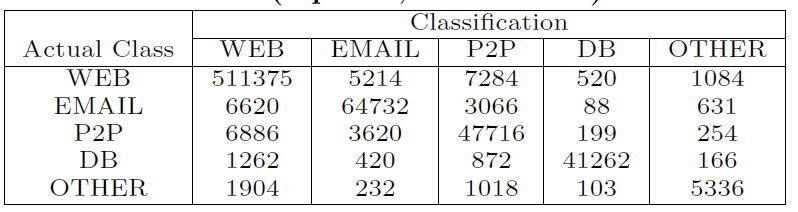 Classification
Actual Class WEB EMAIL P2P DB OTHER
WEB 511375 5214 7284 520 1084
EMAIL 6620 64732 3066 88 631
P2P 6886 3620 47716 199 254
DB 1262 420 872 41262 166
OTHER 1904 232 1018 103 5336